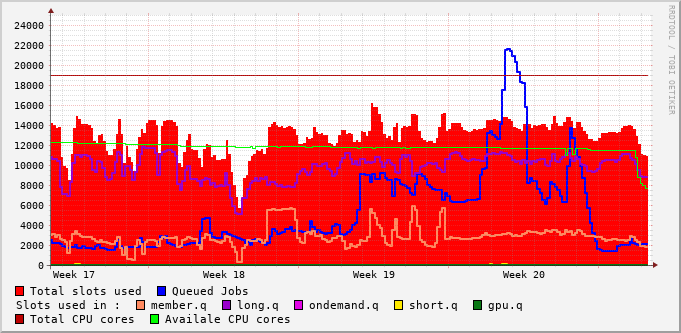 RRDTOOL / TOBI OETIKER
24000
22000
20000
18000
16000
14000
12000
10000
8000
6000
4000
2000
0
Week 17 Week 18 Week 19 Week 20
Total slots used Queued Jobs
Slots used in : member.q long.q ondemand.q short.q gpu.q
Total CPU cores Availale CPU cores